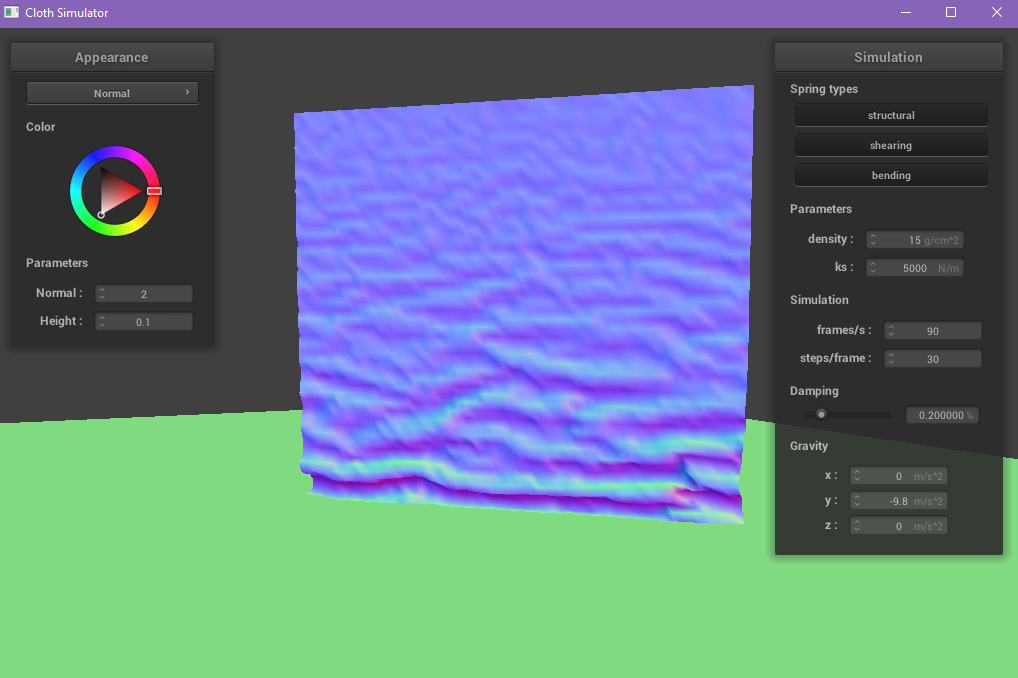 Cloth Simulator
Appearance
Normal
Color
Parameters
Normal : 2
Height : 0.1
Simulation
Spring types
structural
shearing
bending
Parameters
density : 15 g/cm^2
ks : 5000 N/m
Simulation
frames/s : 90
steps/frame : 30
Damping
0.200000 %
Gravity
x : 0 m/s^2
y : -9.8 m/s^2
z : 0 m/s^2